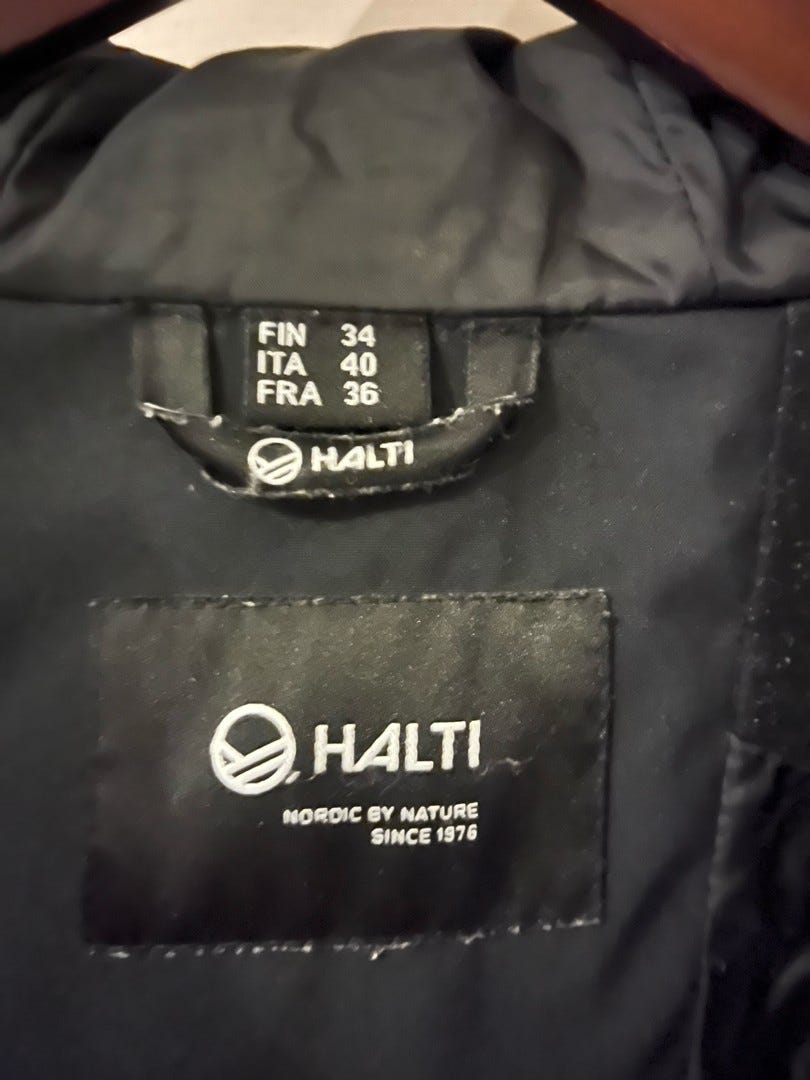 FIN 34
ITA 40
FRA 36
HALTI
HALTI
NORDIC BY NATURE
SINCE 1976